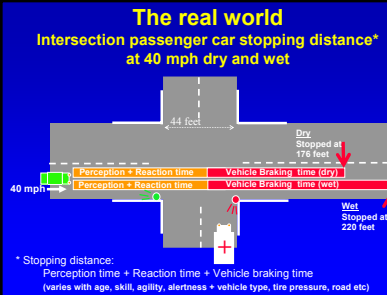 The real world
Intersection passenger car stopping distance*
at 40 mph dry and wet
44 feet
Dry
Stopped at
176 feet
Perception + Reaction time
Vehicle Braking time (dry)
40 mph
Perception + Reaction time
Vehicle Braking time (wet)
Wet
Stopped at
220 feet
* Stopping distance:
Perception time + Reaction time + Vehicle braking time
(varies with age, skill, agility, alertness + vehicle type, tire pressure, road etc)